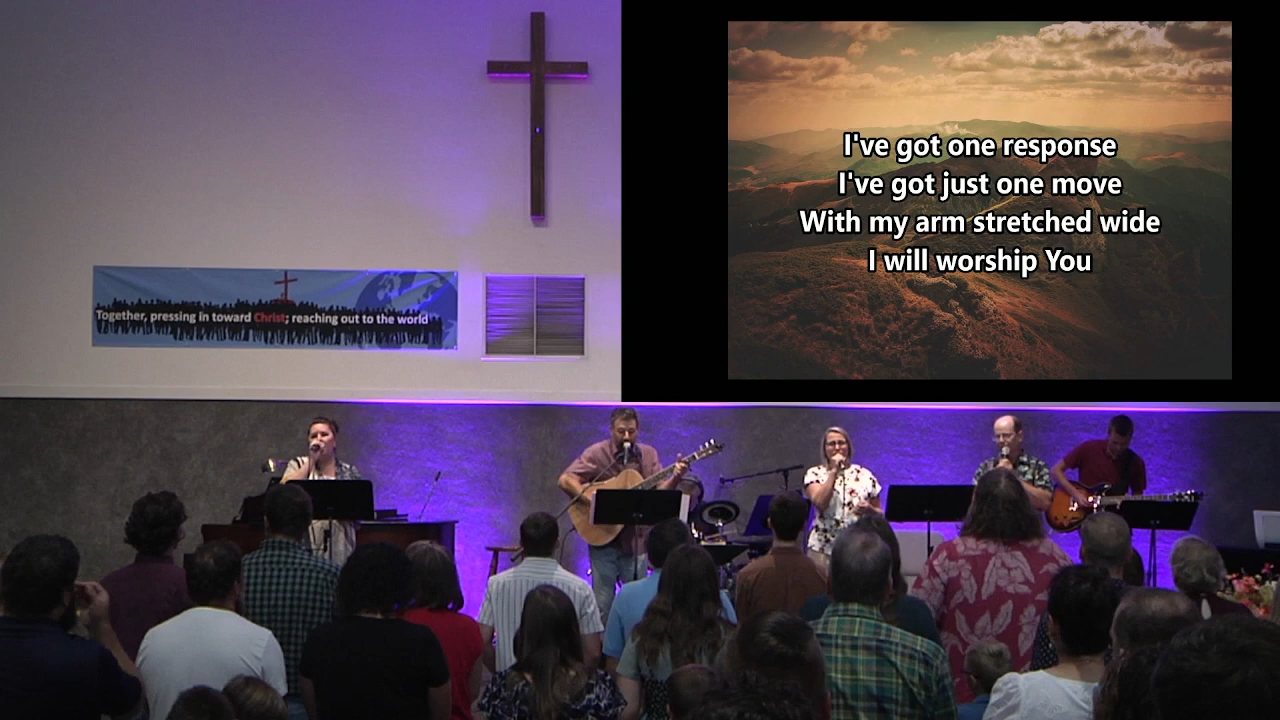 Together, pressing in toward Christ; reaching out to the world
I've got one response
I've got just one move
With my arm stretched wide
I will worship You